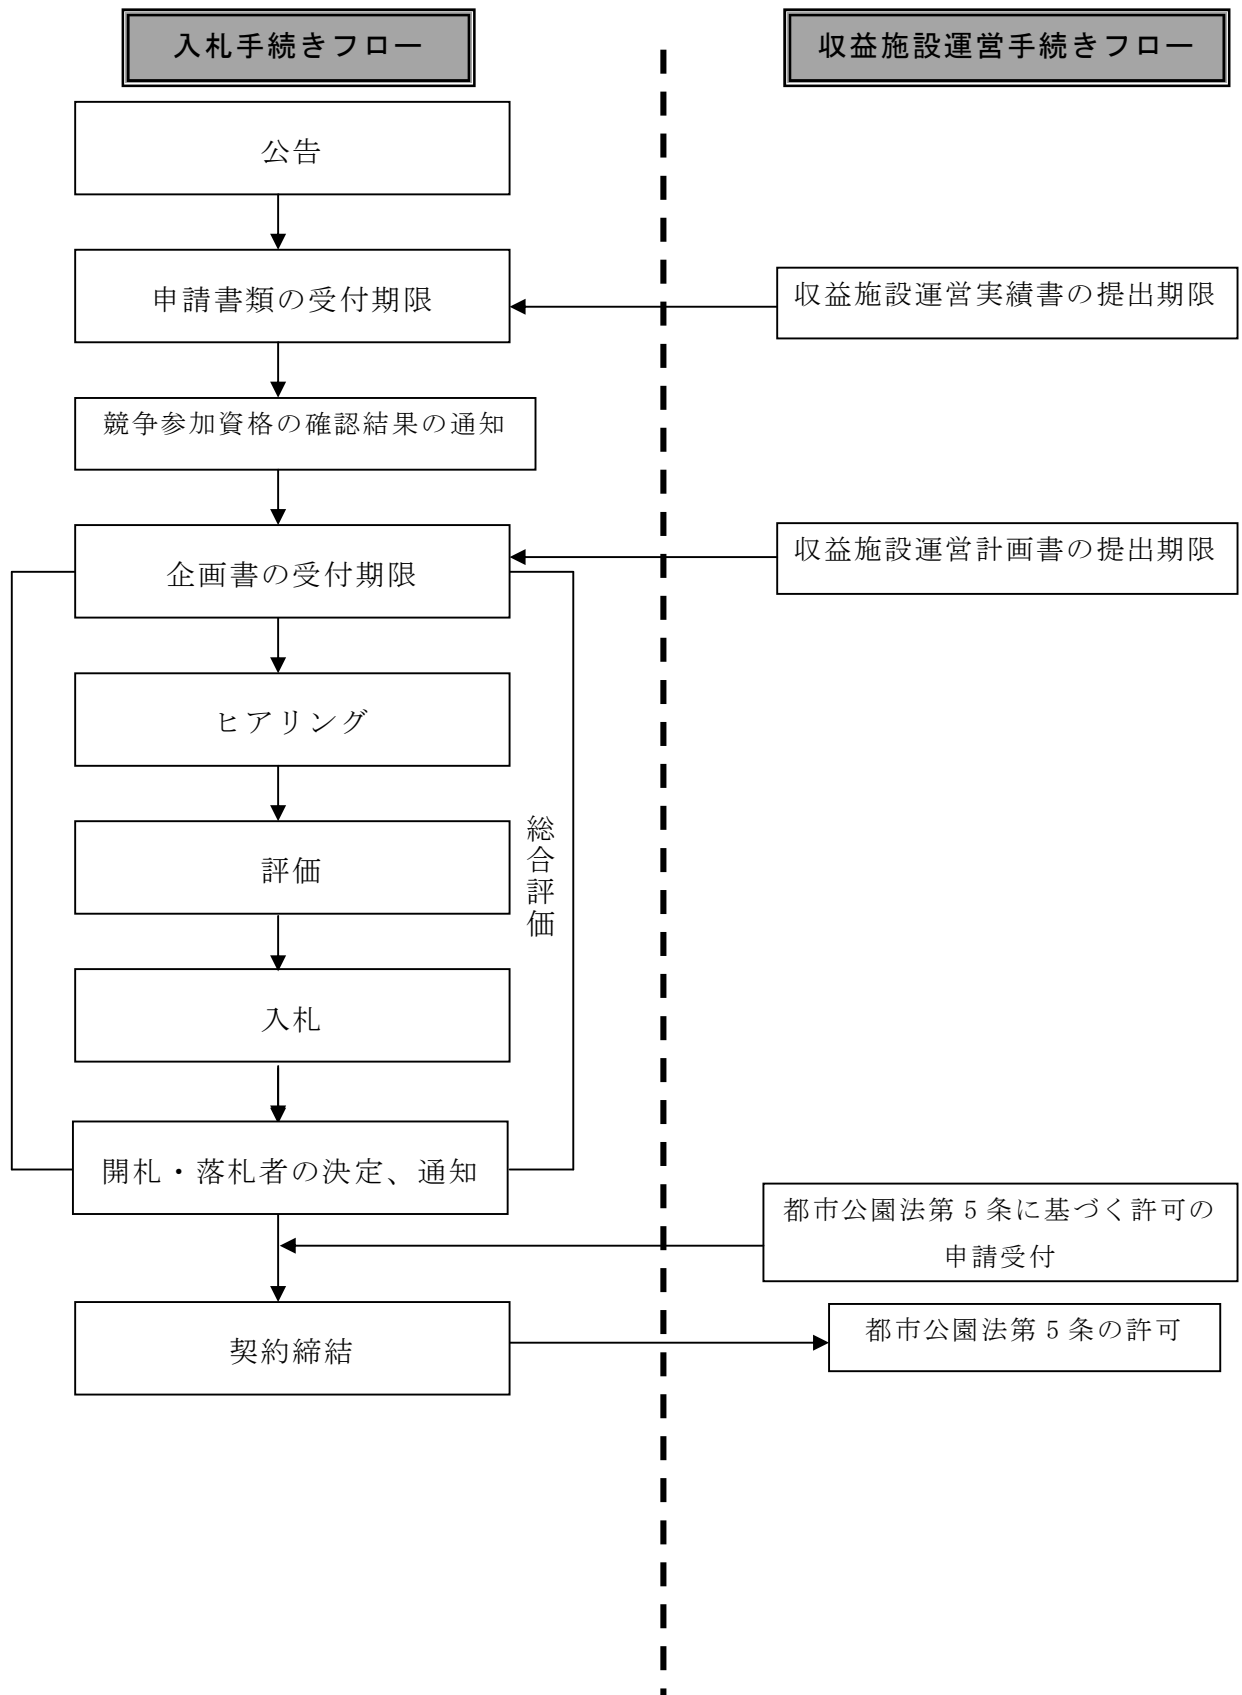 入札手続きフロー
収益施設運営手続きフロー
公告
申請書類の受付期限
収益施設運営実績書の提出期限
競争参加資格の確認結果の通知
企画書の受付期限
収益施設運営計画書の提出期限
ヒアリング
評価
総合評価
入札
開札・落札者の決定、通知
都市公園法第５条に基づく許可の
申請受付
契約締結
都市公園法第５条の許可